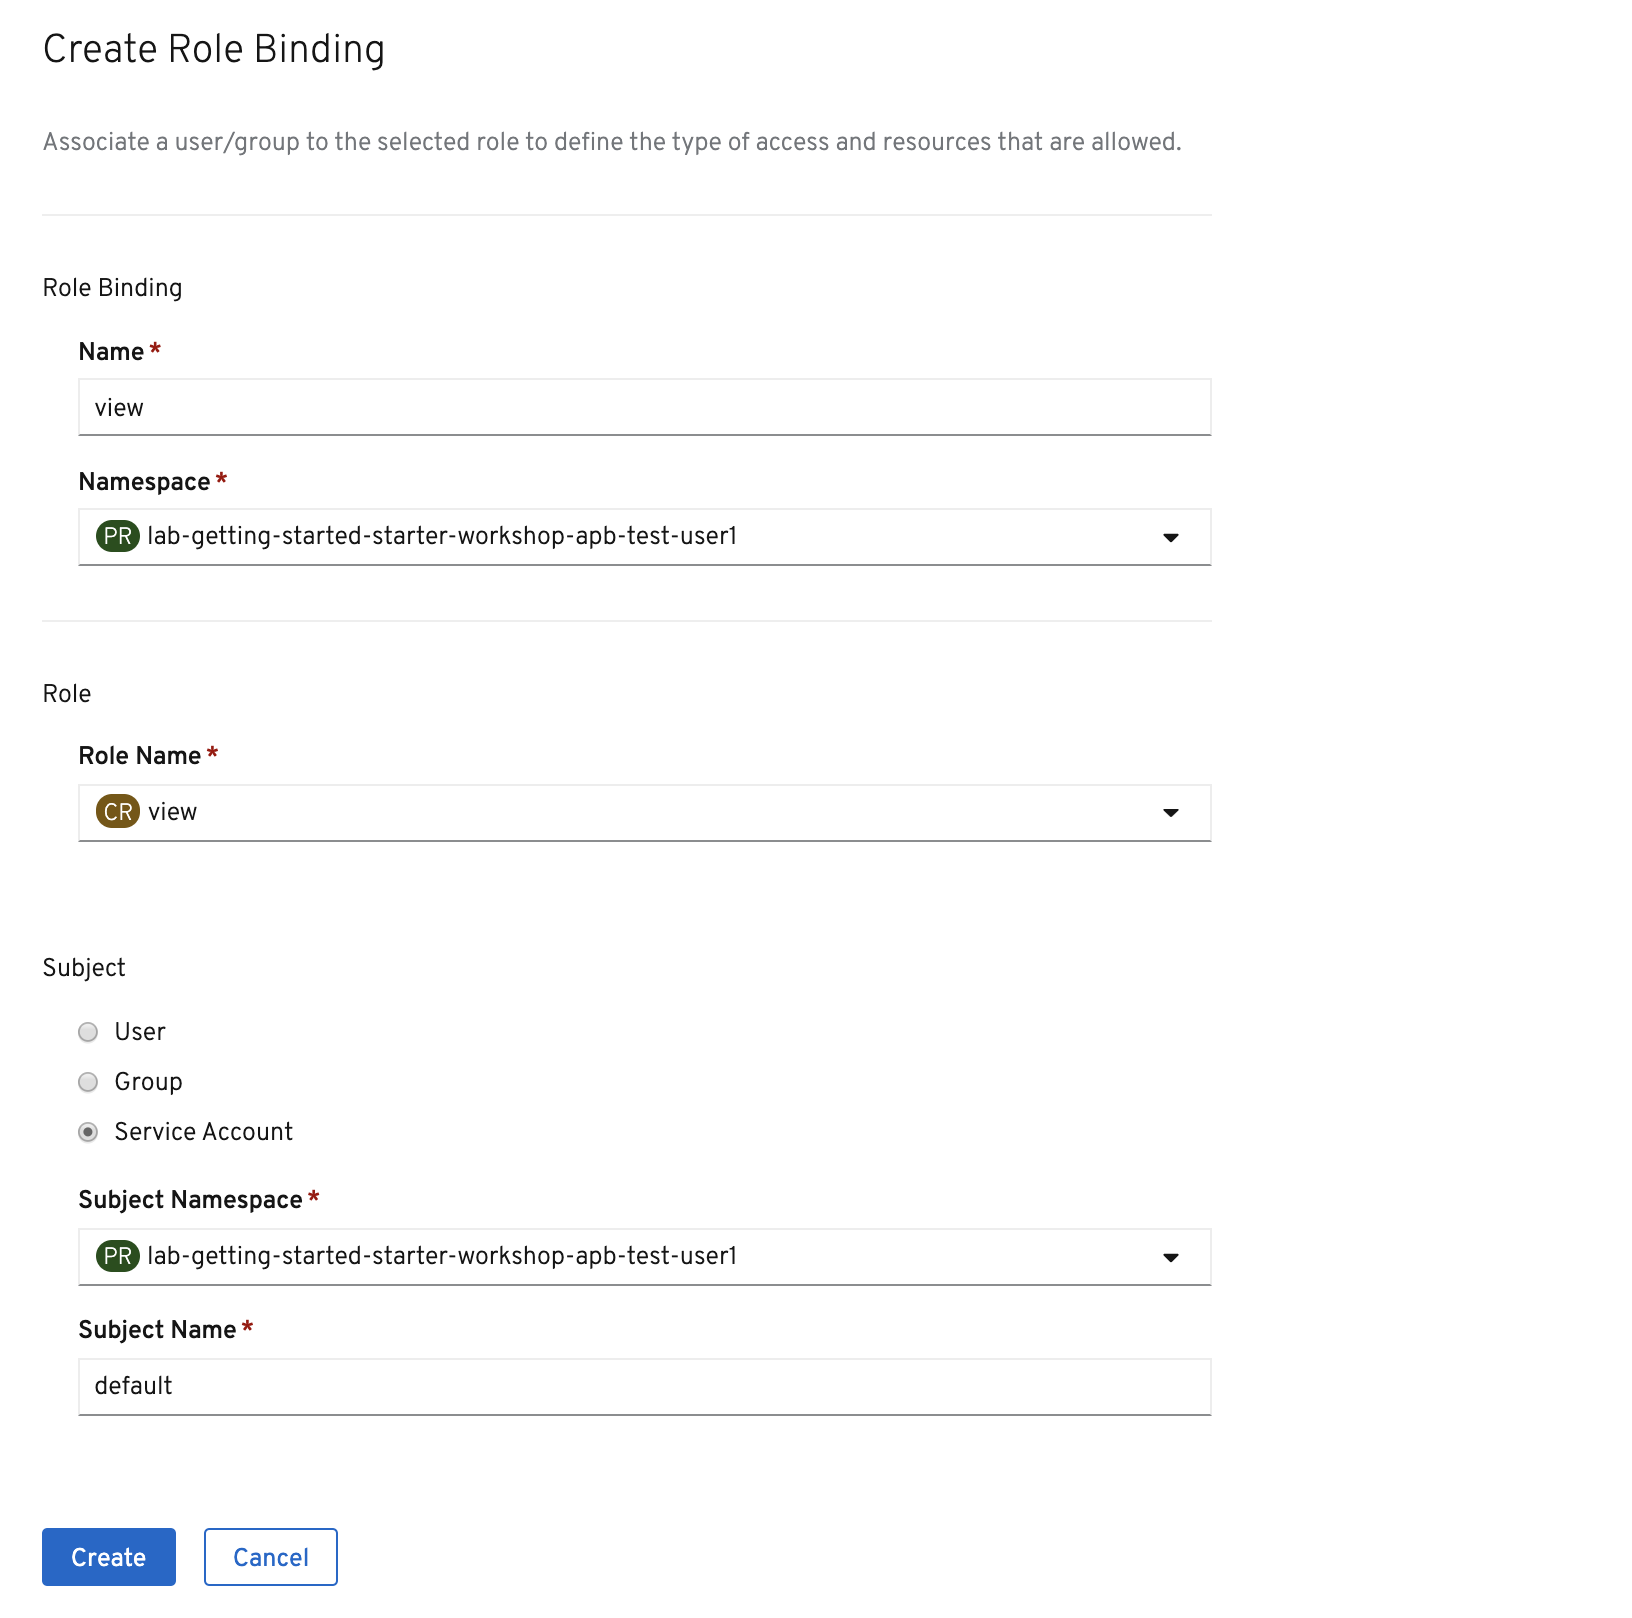 Create Role Binding
Associate a user/group to the selected role to define the type of access and resources that are allowed.
Role Binding
Name *
view
Namespace *
PR lab-getting-started-starter-workshop-apb-test-user1
Role
Role Name *
CR view
Subject
User
Group
Service Account
Subject Namespace *
PR lab-getting-started-starter-workshop-apb-test-user1
Subject Name *
default
Create Cancel